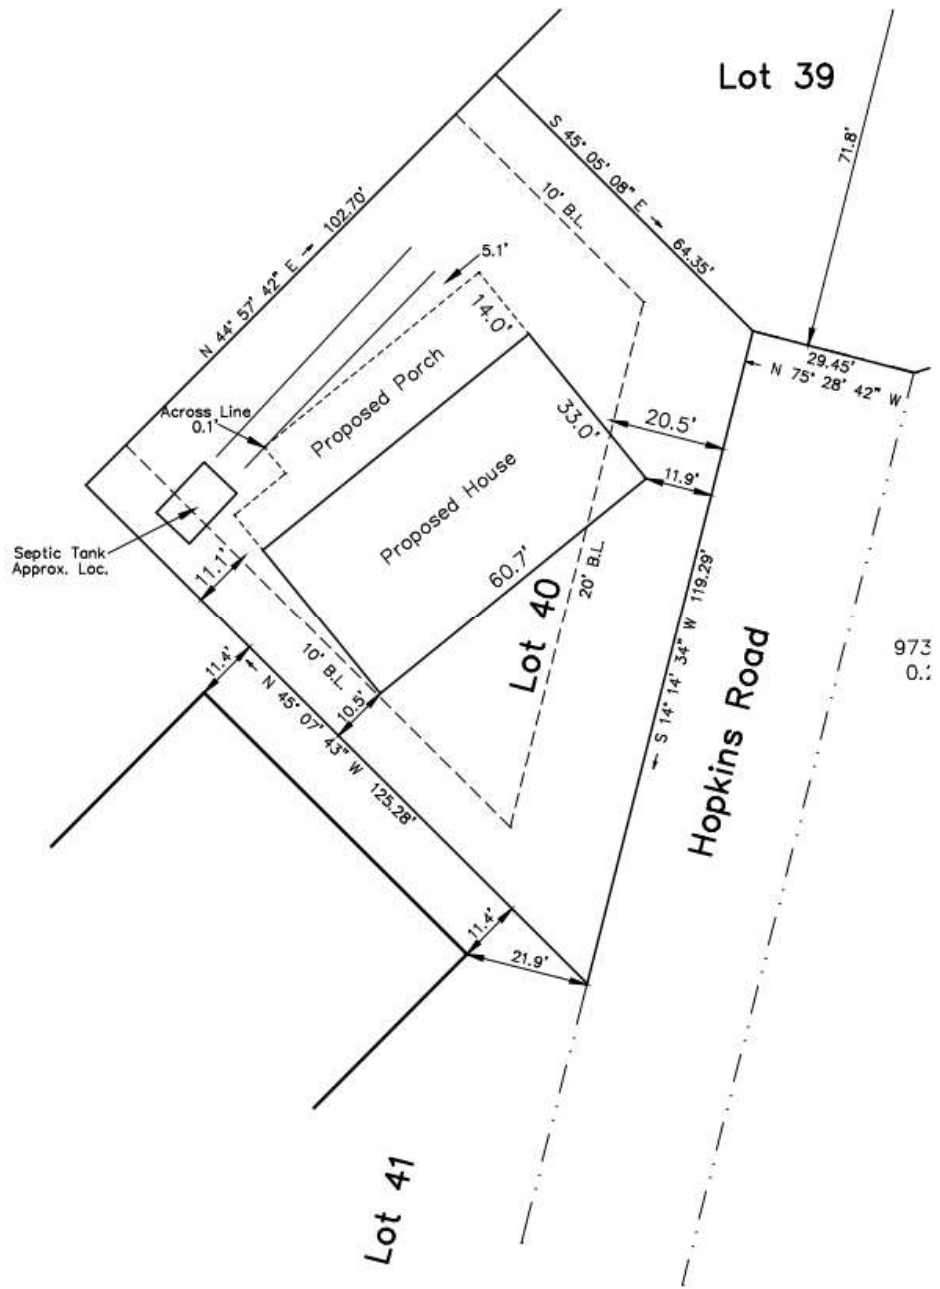 Lot 39
71.8'
S 45° 05' 08" E → 64.35'
10' B.L.
N 44° 57' 42" E → 102.70'
5.1'
14.0'
29.45'
← N 75° 28' 42" W
Across Line
0.1'
Proposed Porch
33.0'
20.5'
Proposed House
11.9'
Septic Tank
Approx. Loc.
11.1'
60.7'
20' B.L.
Lot 40
← S 14° 14' 34" W 119.29'
Hopkins Road
973
11.4'
10' B.L.
10.5'
← N 45° 07' 43" W 125.28'
11.4'
21.9'
Lot 41